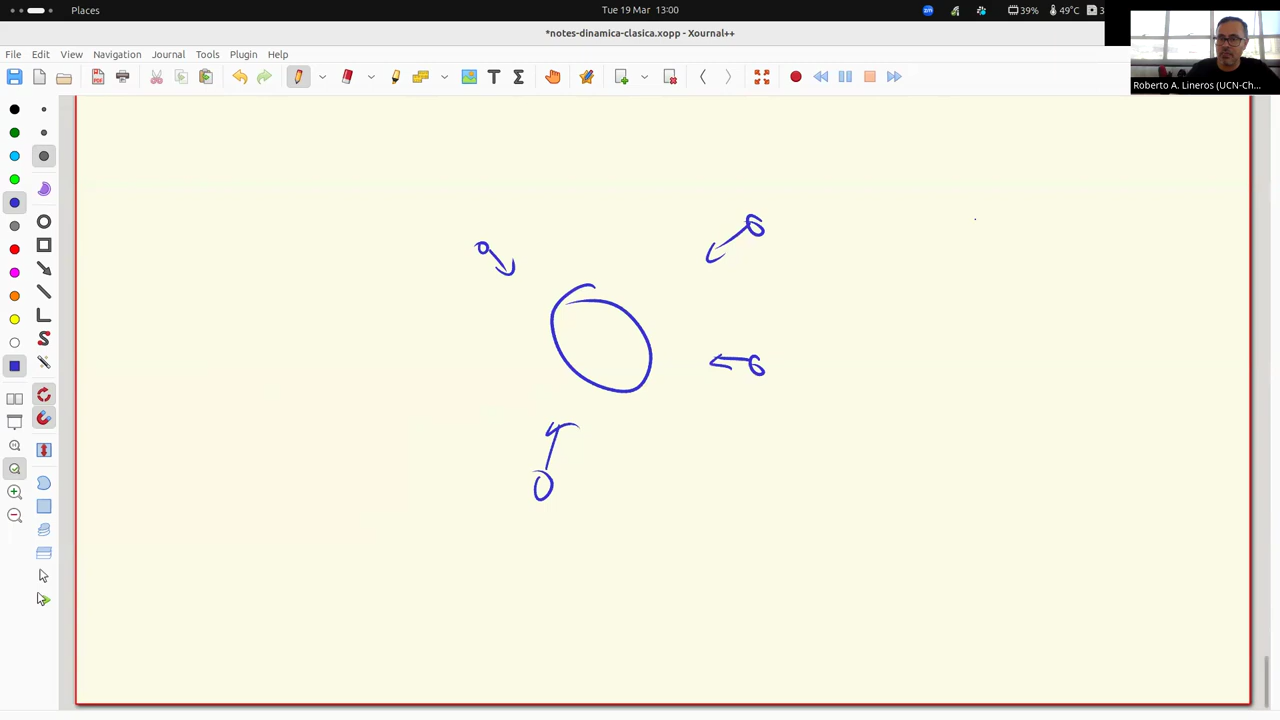 Places
Tue 19 Mar 13:00
39%
49°C
*notes-dinamica-clasica.xopp - Xournal++
File Edit View Navigation Journal Tools Plugin Help
Roberto A. Lineros (UCN-Ch...